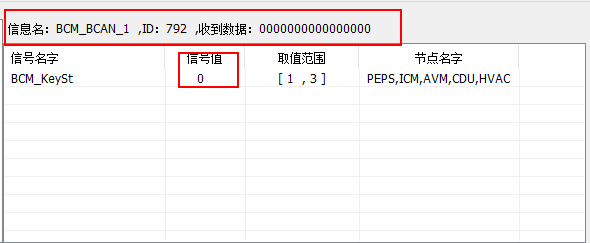 信息名：BCM_BCAN_1 ,ID：792 ,收到数据：0000000000000000
信号名字 信号值 取值范围 节点名字
BCM_KeySt 0 [ 1 , 3 ] PEPS,ICM,AVM,CDU,HVAC